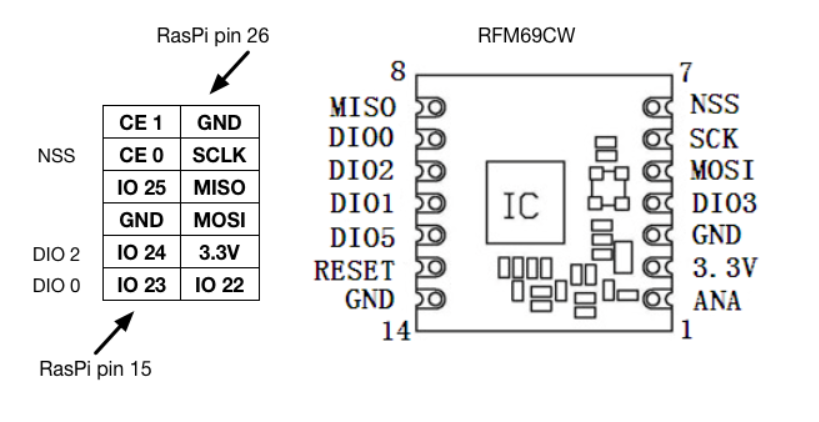 RasPi pin 26
RFM69CW
CE 1 GND
NSS CE 0 SCLK
IO 25 MISO
GND MOSI
DIO 2 IO 24 3.3V
DIO 0 IO 23 IO 22
RasPi pin 15
8 7
MISO NSS
DIO0 SCK
DIO2 MOSI
DIO1 DIO3
DIO5 GND
RESET 3.3V
GND ANA
14 1
IC